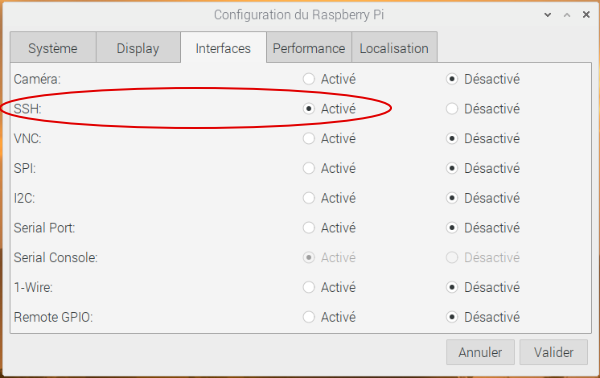 Configuration du Raspberry Pi
Système Display Interfaces Performance Localisation
Caméra: Activé Désactivé
SSH: Activé Désactivé
VNC: Activé Désactivé
SPI: Activé Désactivé
I2C: Activé Désactivé
Serial Port: Activé Désactivé
Serial Console: Activé Désactivé
1-Wire: Activé Désactivé
Remote GPIO: Activé Désactivé
Annuler Valider